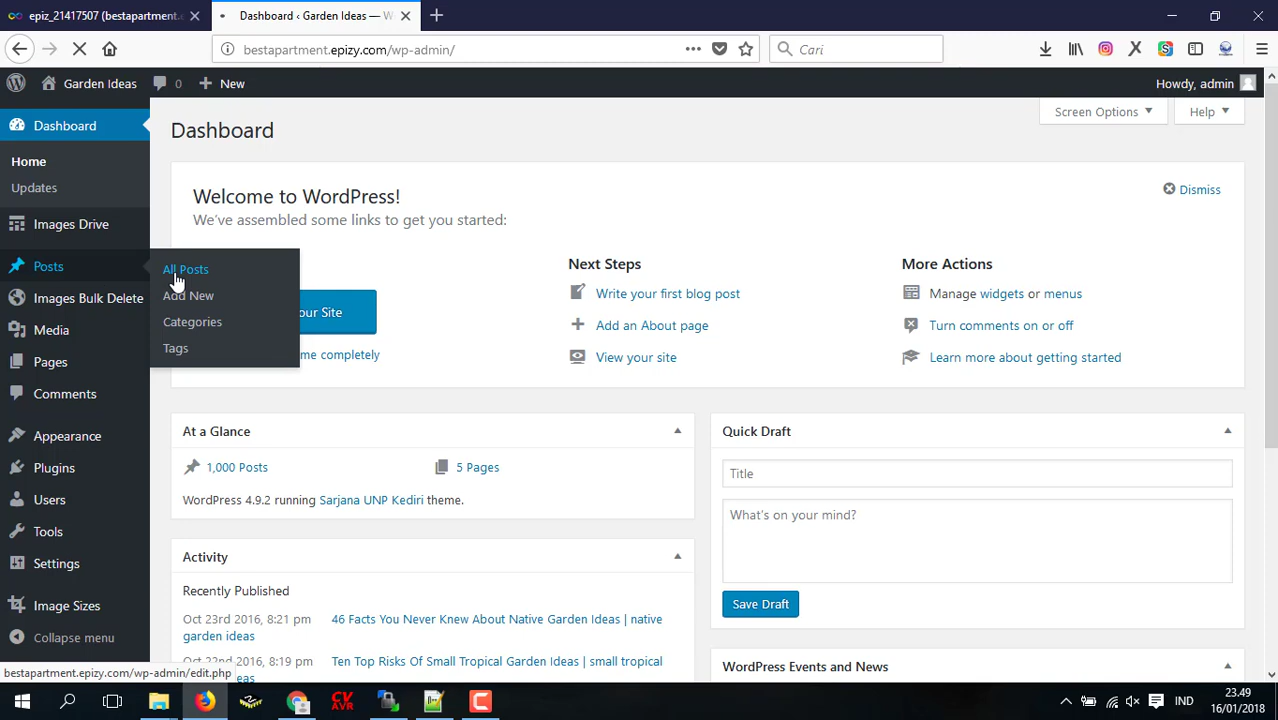 epiz_21417507 (bestapartment.e
Dashboard ‹ Garden Ideas — W
bestapartment.epizy.com/wp-admin/
Cari
Garden Ideas
0
New
Howdy, admin
Dashboard
Home
Updates
Images Drive
Posts
Images Bulk Delete
Media
Pages
Comments
Appearance
Plugins
Users
Tools
Settings
Image Sizes
Collapse menu
All Posts
Add New
Categories
Tags
Dashboard
Screen Options
Help
Welcome to WordPress!
We've assembled some links to get you started:
Dismiss
our Site
me completely
Next Steps
Write your first blog post
Add an About page
View your site
More Actions
Manage widgets or menus
Turn comments on or off
Learn more about getting started
At a Glance
1,000 Posts
5 Pages
WordPress 4.9.2 running Sarjana UNP Kediri theme.
Activity
Recently Published
Oct 23rd 2016, 8:21 pm 46 Facts You Never Knew About Native Garden Ideas | native
garden ideas
Oct 22nd 2016, 8:19 pm Ten Top Risks Of Small Tropical Garden Ideas | small tropical
Quick Draft
Title
What's on your mind?
Save Draft
WordPress Events and News
bestapartment.epizy.com/wp-admin/edit.php
CV
AVR
IND
23.49
16/01/2018